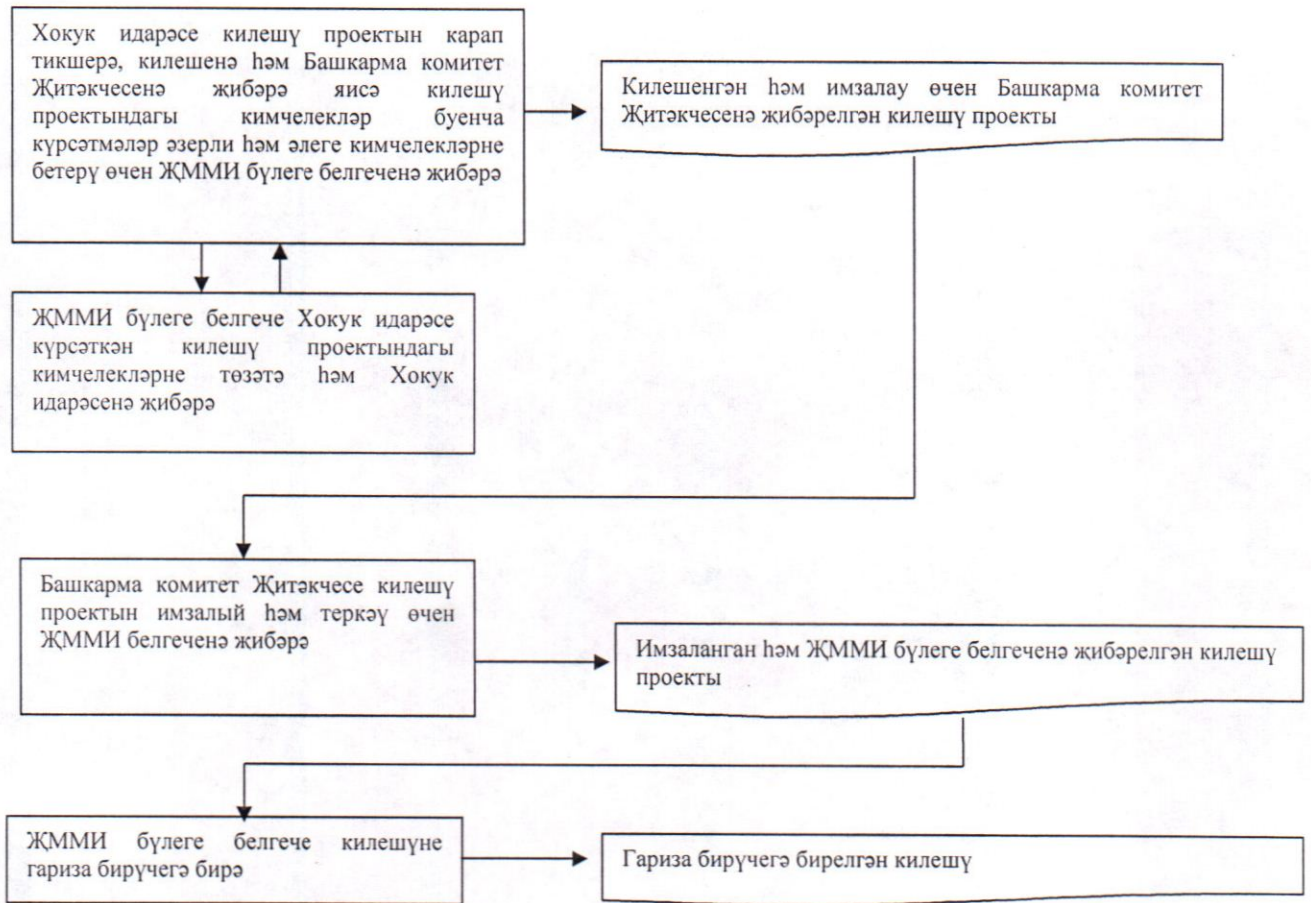 Хокук идарәсе килешү проектын карап
тикшерә, килешенә һәм Башкарма комитет
Җитәкчесенә җибәрә яисә килешү
проектындагы кимчелекләр буенча
күрсәтмәләр әзерли һәм әлеге кимчелекләрне
бетерү өчен ҖММИ бүлеге белгеченә җибәрә
Килешенгән һәм имзалау өчен Башкарма комитет
Җитәкчесенә җибәрелгән килешү проекты
ҖММИ бүлеге белгече Хокук идарәсе
күрсәткән килешү проектындагы
кимчелекләрне төзәтә һәм Хокук
идарәсенә җибәрә
Башкарма комитет Җитәкчесе килешү
проектын имзалый һәм теркәү өчен
ҖММИ белгеченә җибәрә
Имзаланган һәм ҖММИ бүлеге белгеченә җибәрелгән килешү
проекты
ҖММИ бүлеге белгече килешүне
гариза бирүчегә бирә
Гариза бирүчегә бирелгән килешү